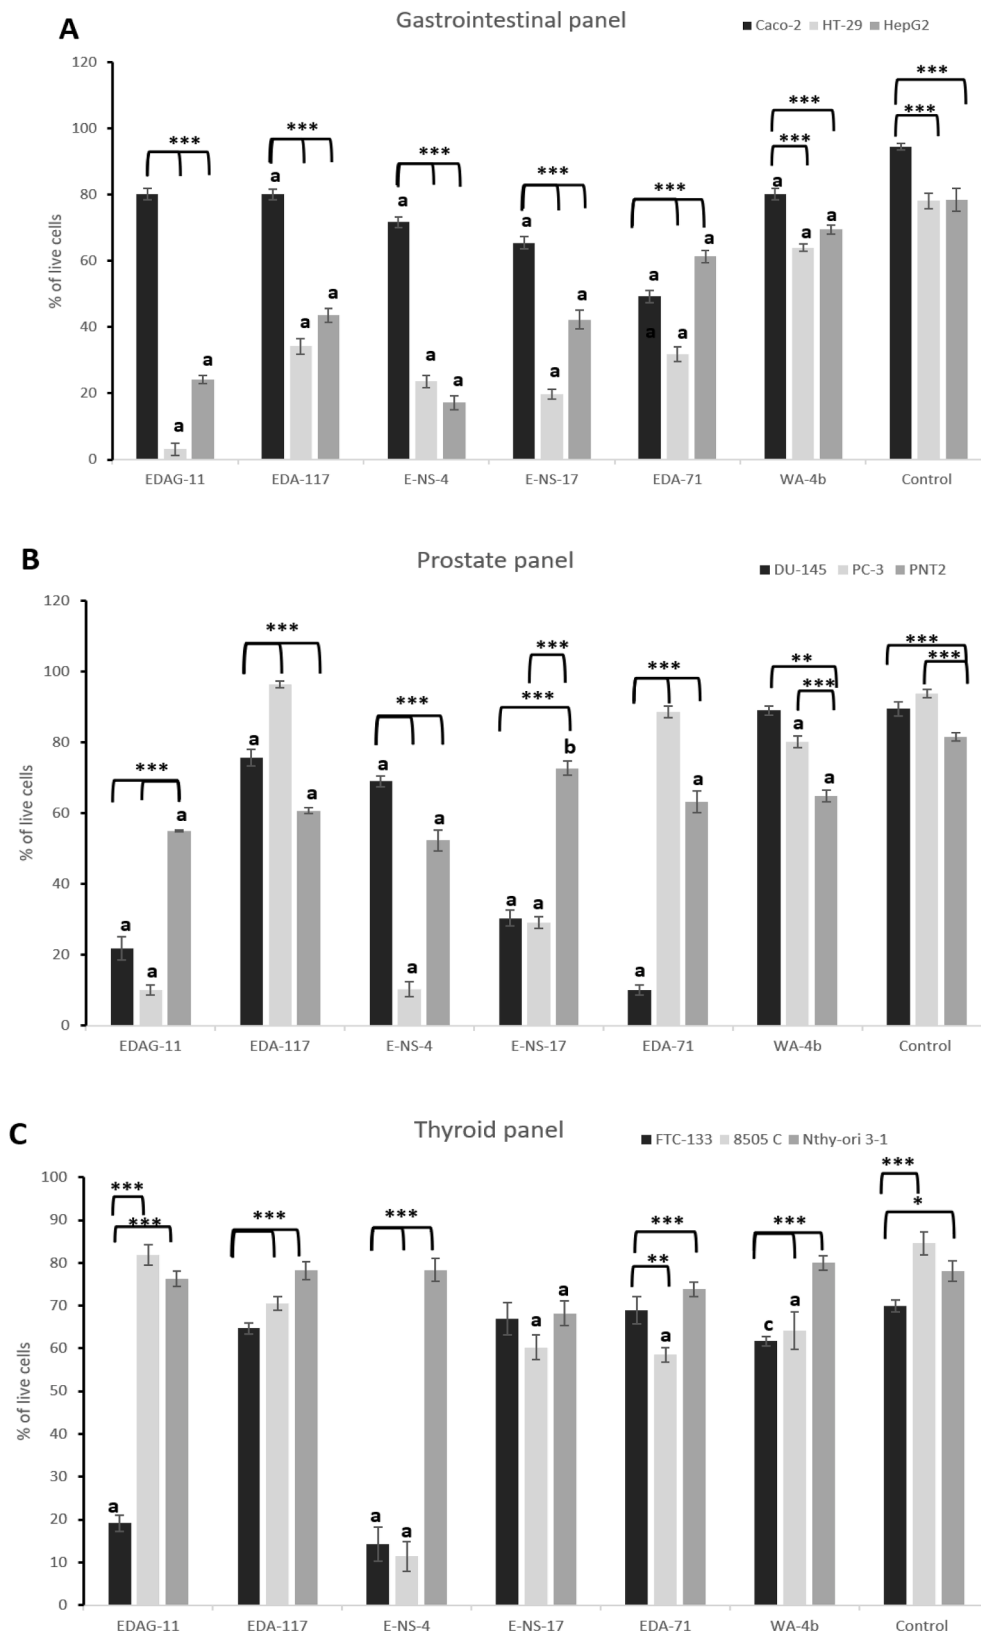 A
Gastrointestinal panel
Caco-2 HT-29 HepG2
120
100
80
60
40
20
0
% of live cells
*** *** *** *** *** *** *** *** ***
a a a a a a a a a a a a a a a a a a
EDAG-11 EDA-117 E-NS-4 E-NS-17 EDA-71 WA-4b Control
B
Prostate panel
DU-145 PC-3 PNT2
120
100
80
60
40
20
0
% of live cells
*** *** *** *** *** *** ** *** *** ***
a a a a a a a a a a b a a a a
EDAG-11 EDA-117 E-NS-4 E-NS-17 EDA-71 WA-4b Control
C
Thyroid panel
FTC-133 8505 C Nthy-ori 3-1
100
90
80
70
60
50
40
30
20
10
0
% of live cells
*** *** *** *** *** ** *** *** *
a a a a a a c a
EDAG-11 EDA-117 E-NS-4 E-NS-17 EDA-71 WA-4b Control